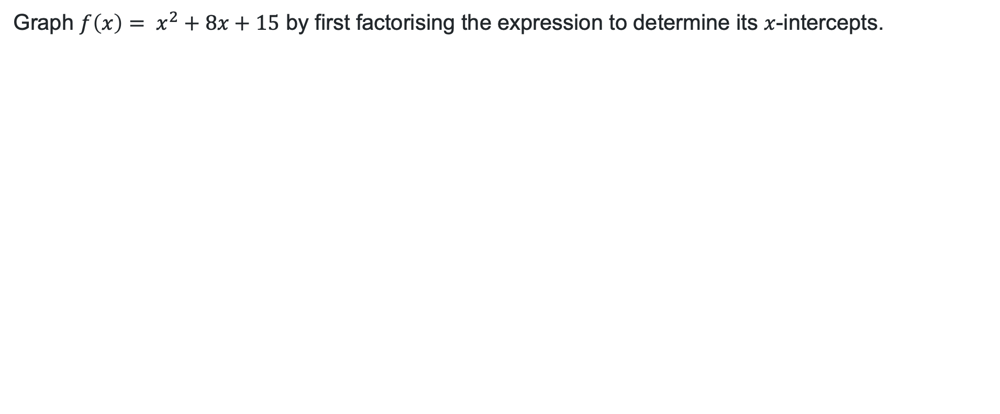 Graph f(x) = x² + 8x + 15 by first factorising the expression to determine its x-intercepts.